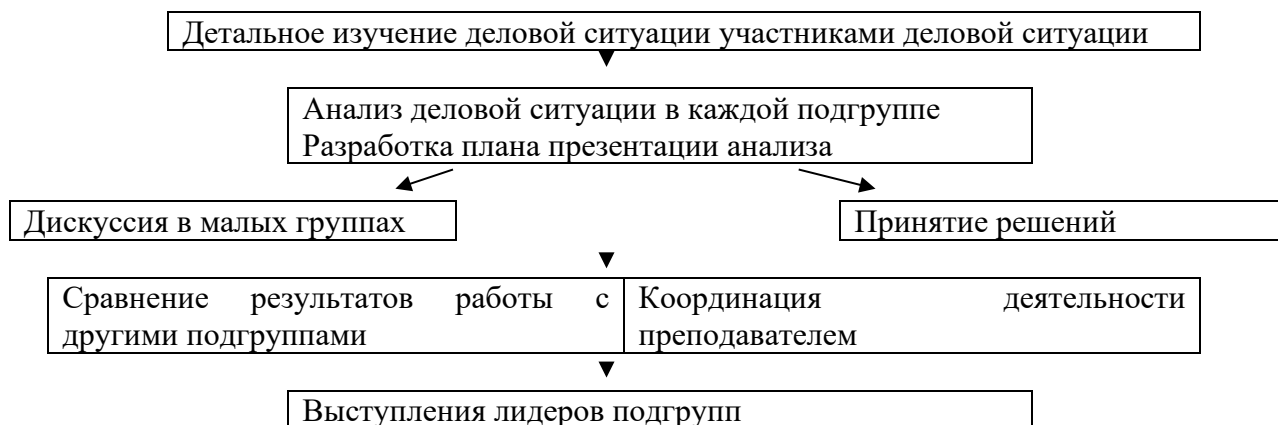 Детальное изучение деловой ситуации участниками деловой ситуации
Анализ деловой ситуации в каждой подгруппе
Разработка плана презентации анализа
Дискуссия в малых группах
Принятие решений
Сравнение результатов работы с
другими подгруппами
Координация деятельности
преподавателем
Выступления лидеров подгрупп